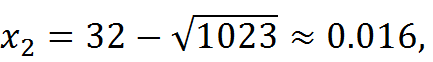 x₂ = 32 − √1023 ≈ 0.016,